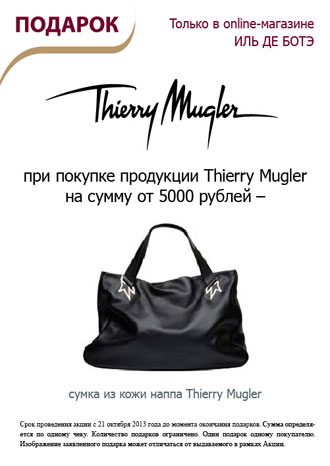 ПОДАРОК
Только в online-магазине
ИЛЬ ДЕ БОТЭ
Thierry Mugler
при покупке продукции Thierry Mugler
на сумму от 5000 рублей –
сумка из кожи наппа Thierry Mugler
Срок проведения акции с 21 октября 2013 года до момента окончания подарков. Сумма определя-
ется по одному чеку. Количество подарков ограничено. Один подарок одному покупателю.
Изображение заявленного подарка может отличаться от выдаваемого в рамках Акции.